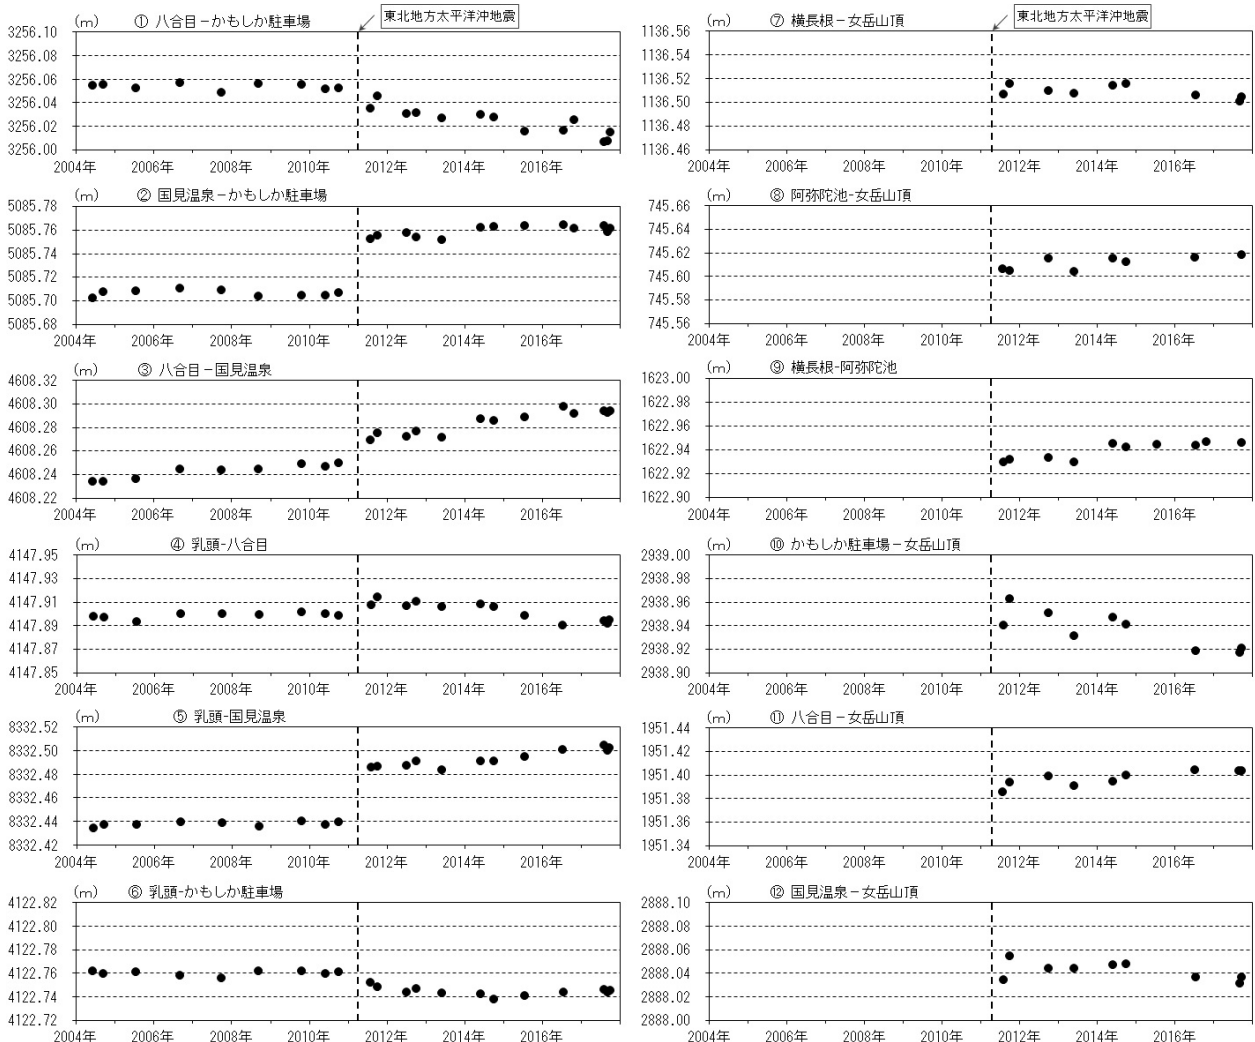 (m) ① 八合目－かもしか駐車場
東北地方太平洋沖地震
3256.10
3256.08
3256.06
3256.04
3256.02
3256.00
2004年 2006年 2008年 2010年 2012年 2014年 2016年
(m) ② 国見温泉－かもしか駐車場
5085.78
5085.76
5085.74
5085.72
5085.70
5085.68
2004年 2006年 2008年 2010年 2012年 2014年 2016年
(m) ③ 八合目－国見温泉
4608.32
4608.30
4608.28
4608.26
4608.24
4608.22
2004年 2006年 2008年 2010年 2012年 2014年 2016年
(m) ④ 乳頭-八合目
4147.95
4147.93
4147.91
4147.89
4147.87
4147.85
2004年 2006年 2008年 2010年 2012年 2014年 2016年
(m) ⑤ 乳頭-国見温泉
8332.52
8332.50
8332.48
8332.46
8332.44
8332.42
2004年 2006年 2008年 2010年 2012年 2014年 2016年
(m) ⑥ 乳頭-かもしか駐車場
4122.82
4122.80
4122.78
4122.76
4122.74
4122.72
2004年 2006年 2008年 2010年 2012年 2014年 2016年
(m) ⑦ 横長根－女岳山頂
東北地方太平洋沖地震
1136.56
1136.54
1136.52
1136.50
1136.48
1136.46
2004年 2006年 2008年 2010年 2012年 2014年 2016年
(m) ⑧ 阿弥陀池-女岳山頂
745.66
745.64
745.62
745.60
745.58
745.56
2004年 2006年 2008年 2010年 2012年 2014年 2016年
(m) ⑨ 横長根-阿弥陀池
1623.00
1622.98
1622.96
1622.94
1622.92
1622.90
2004年 2006年 2008年 2010年 2012年 2014年 2016年
(m) ⑩ かもしか駐車場－女岳山頂
2939.00
2938.98
2938.96
2938.94
2938.92
2938.90
2004年 2006年 2008年 2010年 2012年 2014年 2016年
(m) ⑪ 八合目－女岳山頂
1951.44
1951.42
1951.40
1951.38
1951.36
1951.34
2004年 2006年 2008年 2010年 2012年 2014年 2016年
(m) ⑫ 国見温泉－女岳山頂
2888.10
2888.08
2888.06
2888.04
2888.02
2888.00
2004年 2006年 2008年 2010年 2012年 2014年 2016年